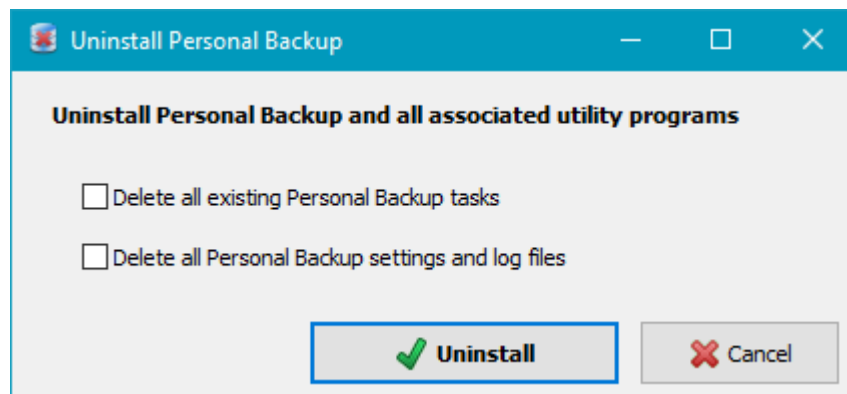 Uninstall Personal Backup
Uninstall Personal Backup and all associated utility programs
Delete all existing Personal Backup tasks
Delete all Personal Backup settings and log files
Uninstall Cancel